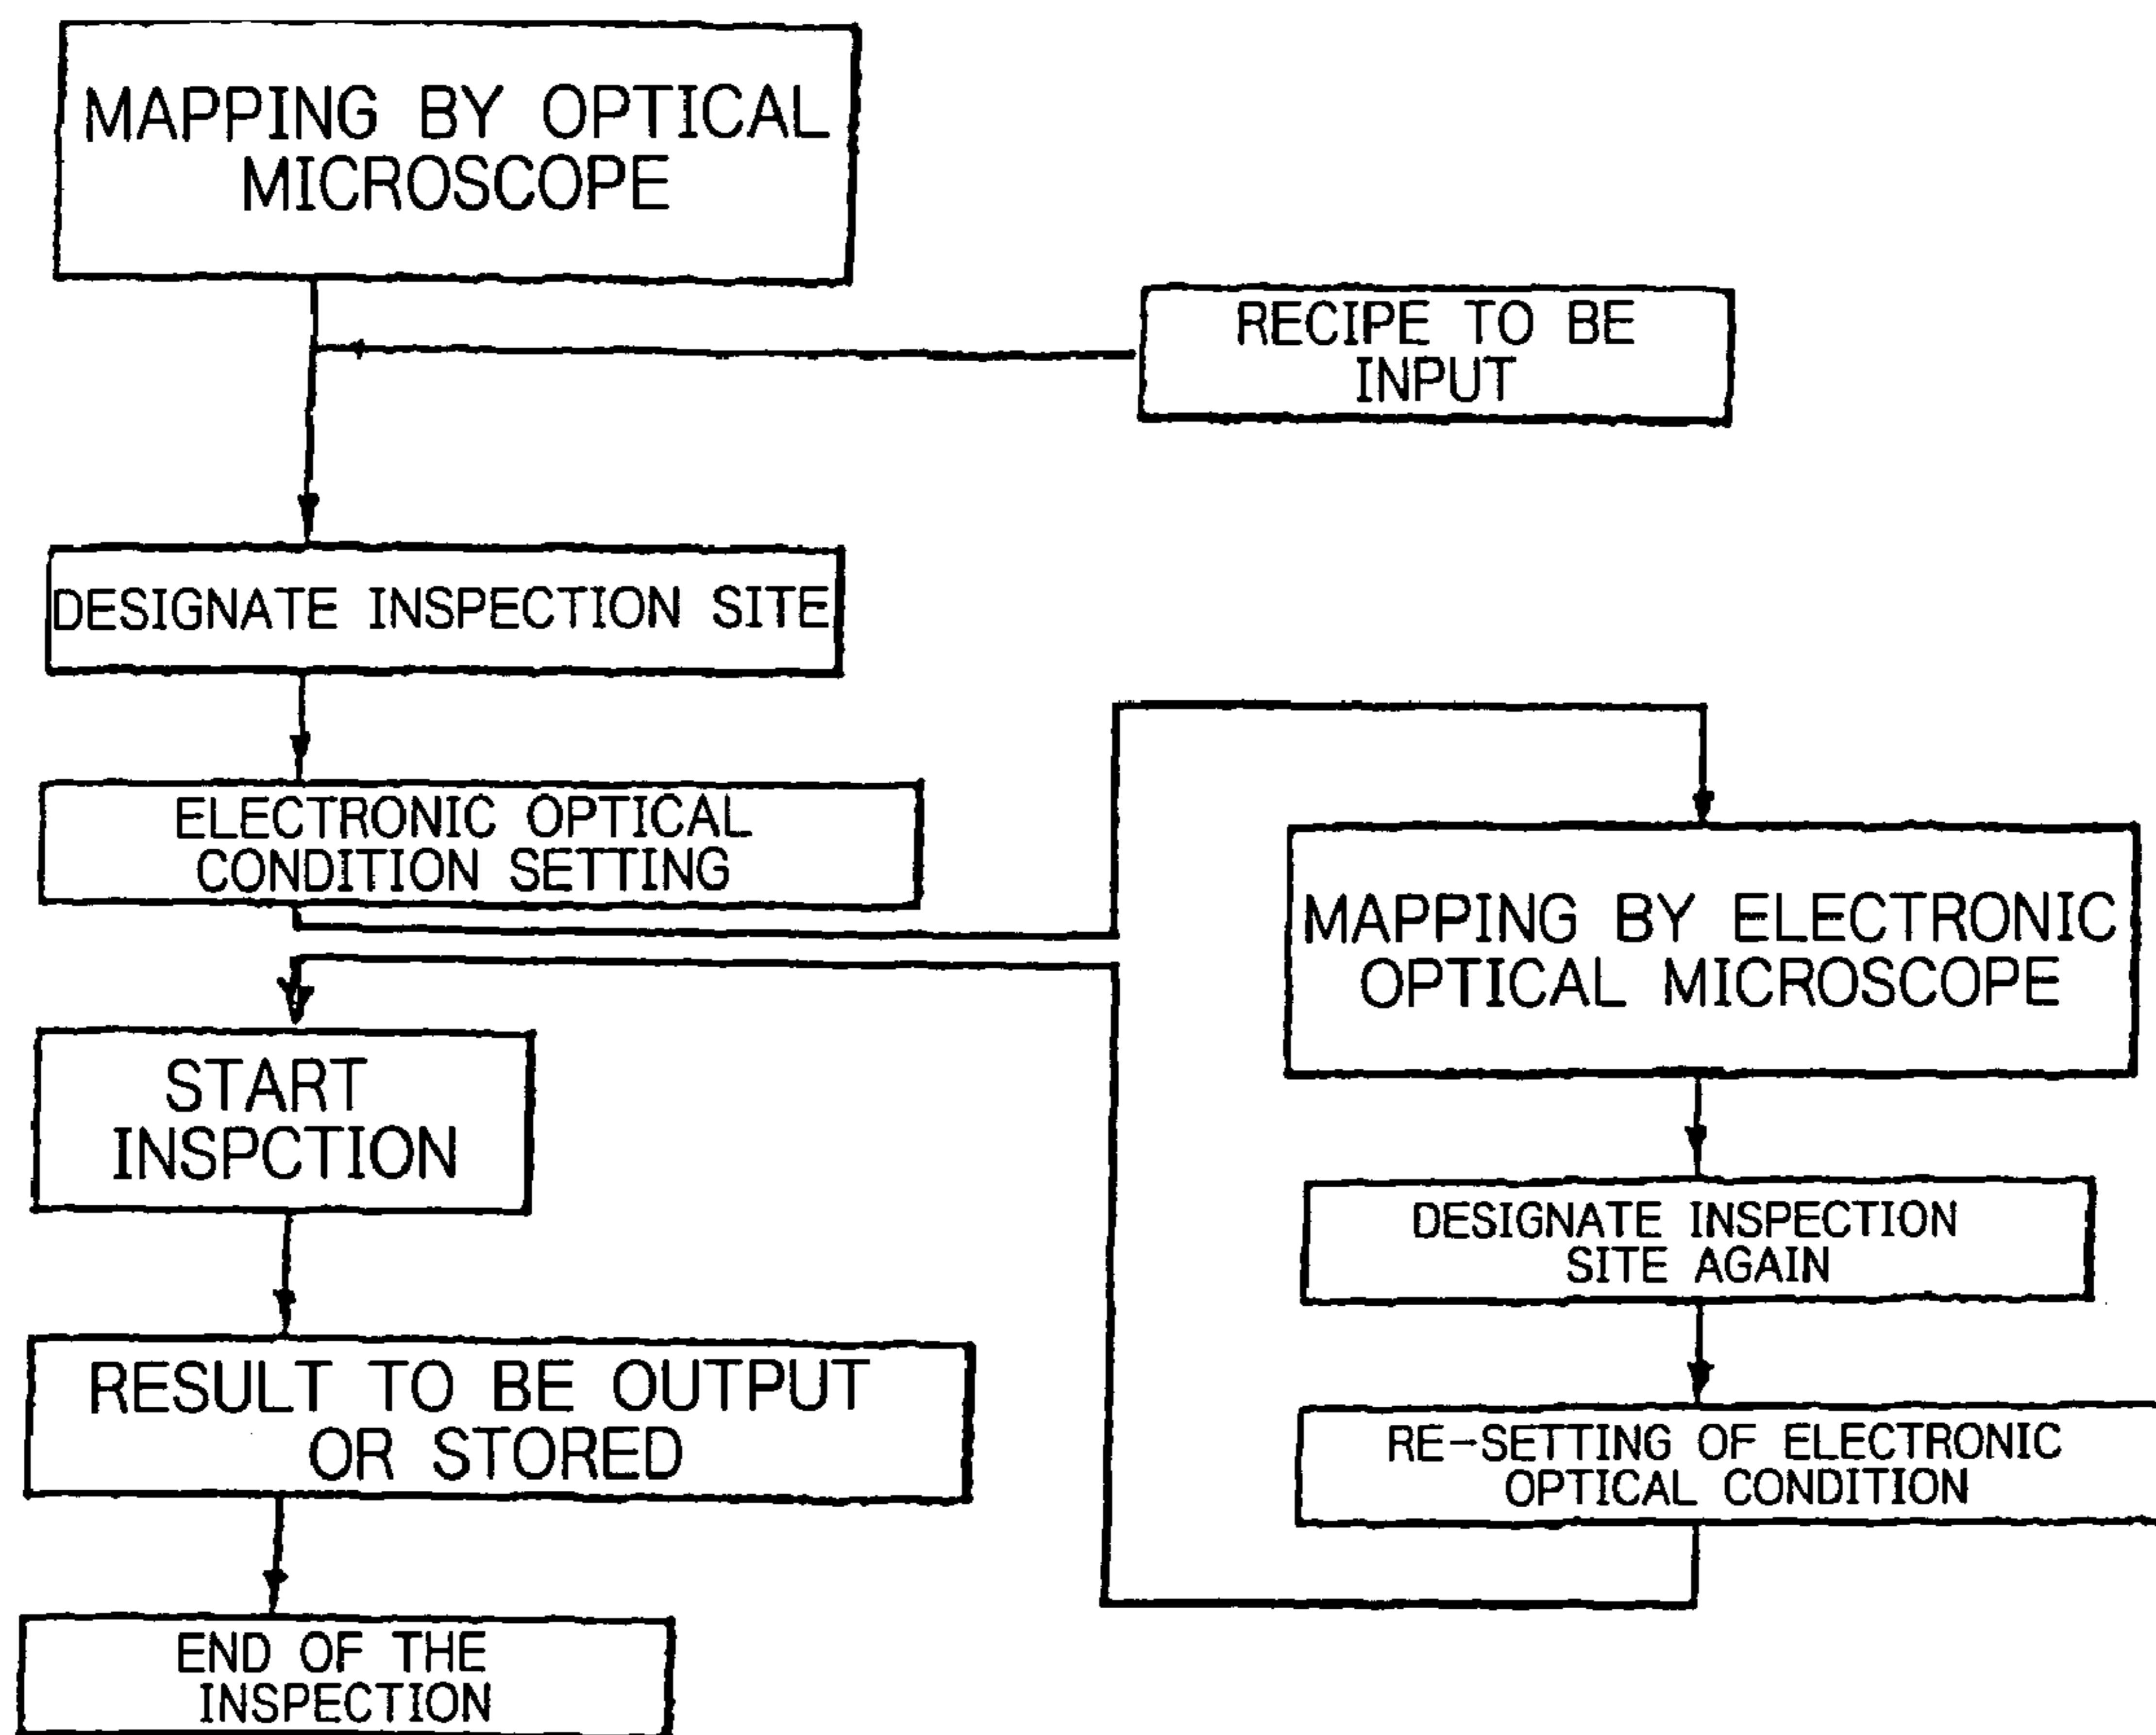 MAPPING BY OPTICAL
MICROSCOPE
RECIPE TO BE
INPUT
DESIGNATE INSPECTION SITE
ELECTRONIC OPTICAL
CONDITION SETTING
MAPPING BY ELECTRONIC
OPTICAL MICROSCOPE
DESIGNATE INSPECTION
SITE AGAIN
RE-SETTING OF ELECTRONIC
OPTICAL CONDITION
START
INSPCTION
RESULT TO BE OUTPUT
OR STORED
END OF THE
INSPECTION